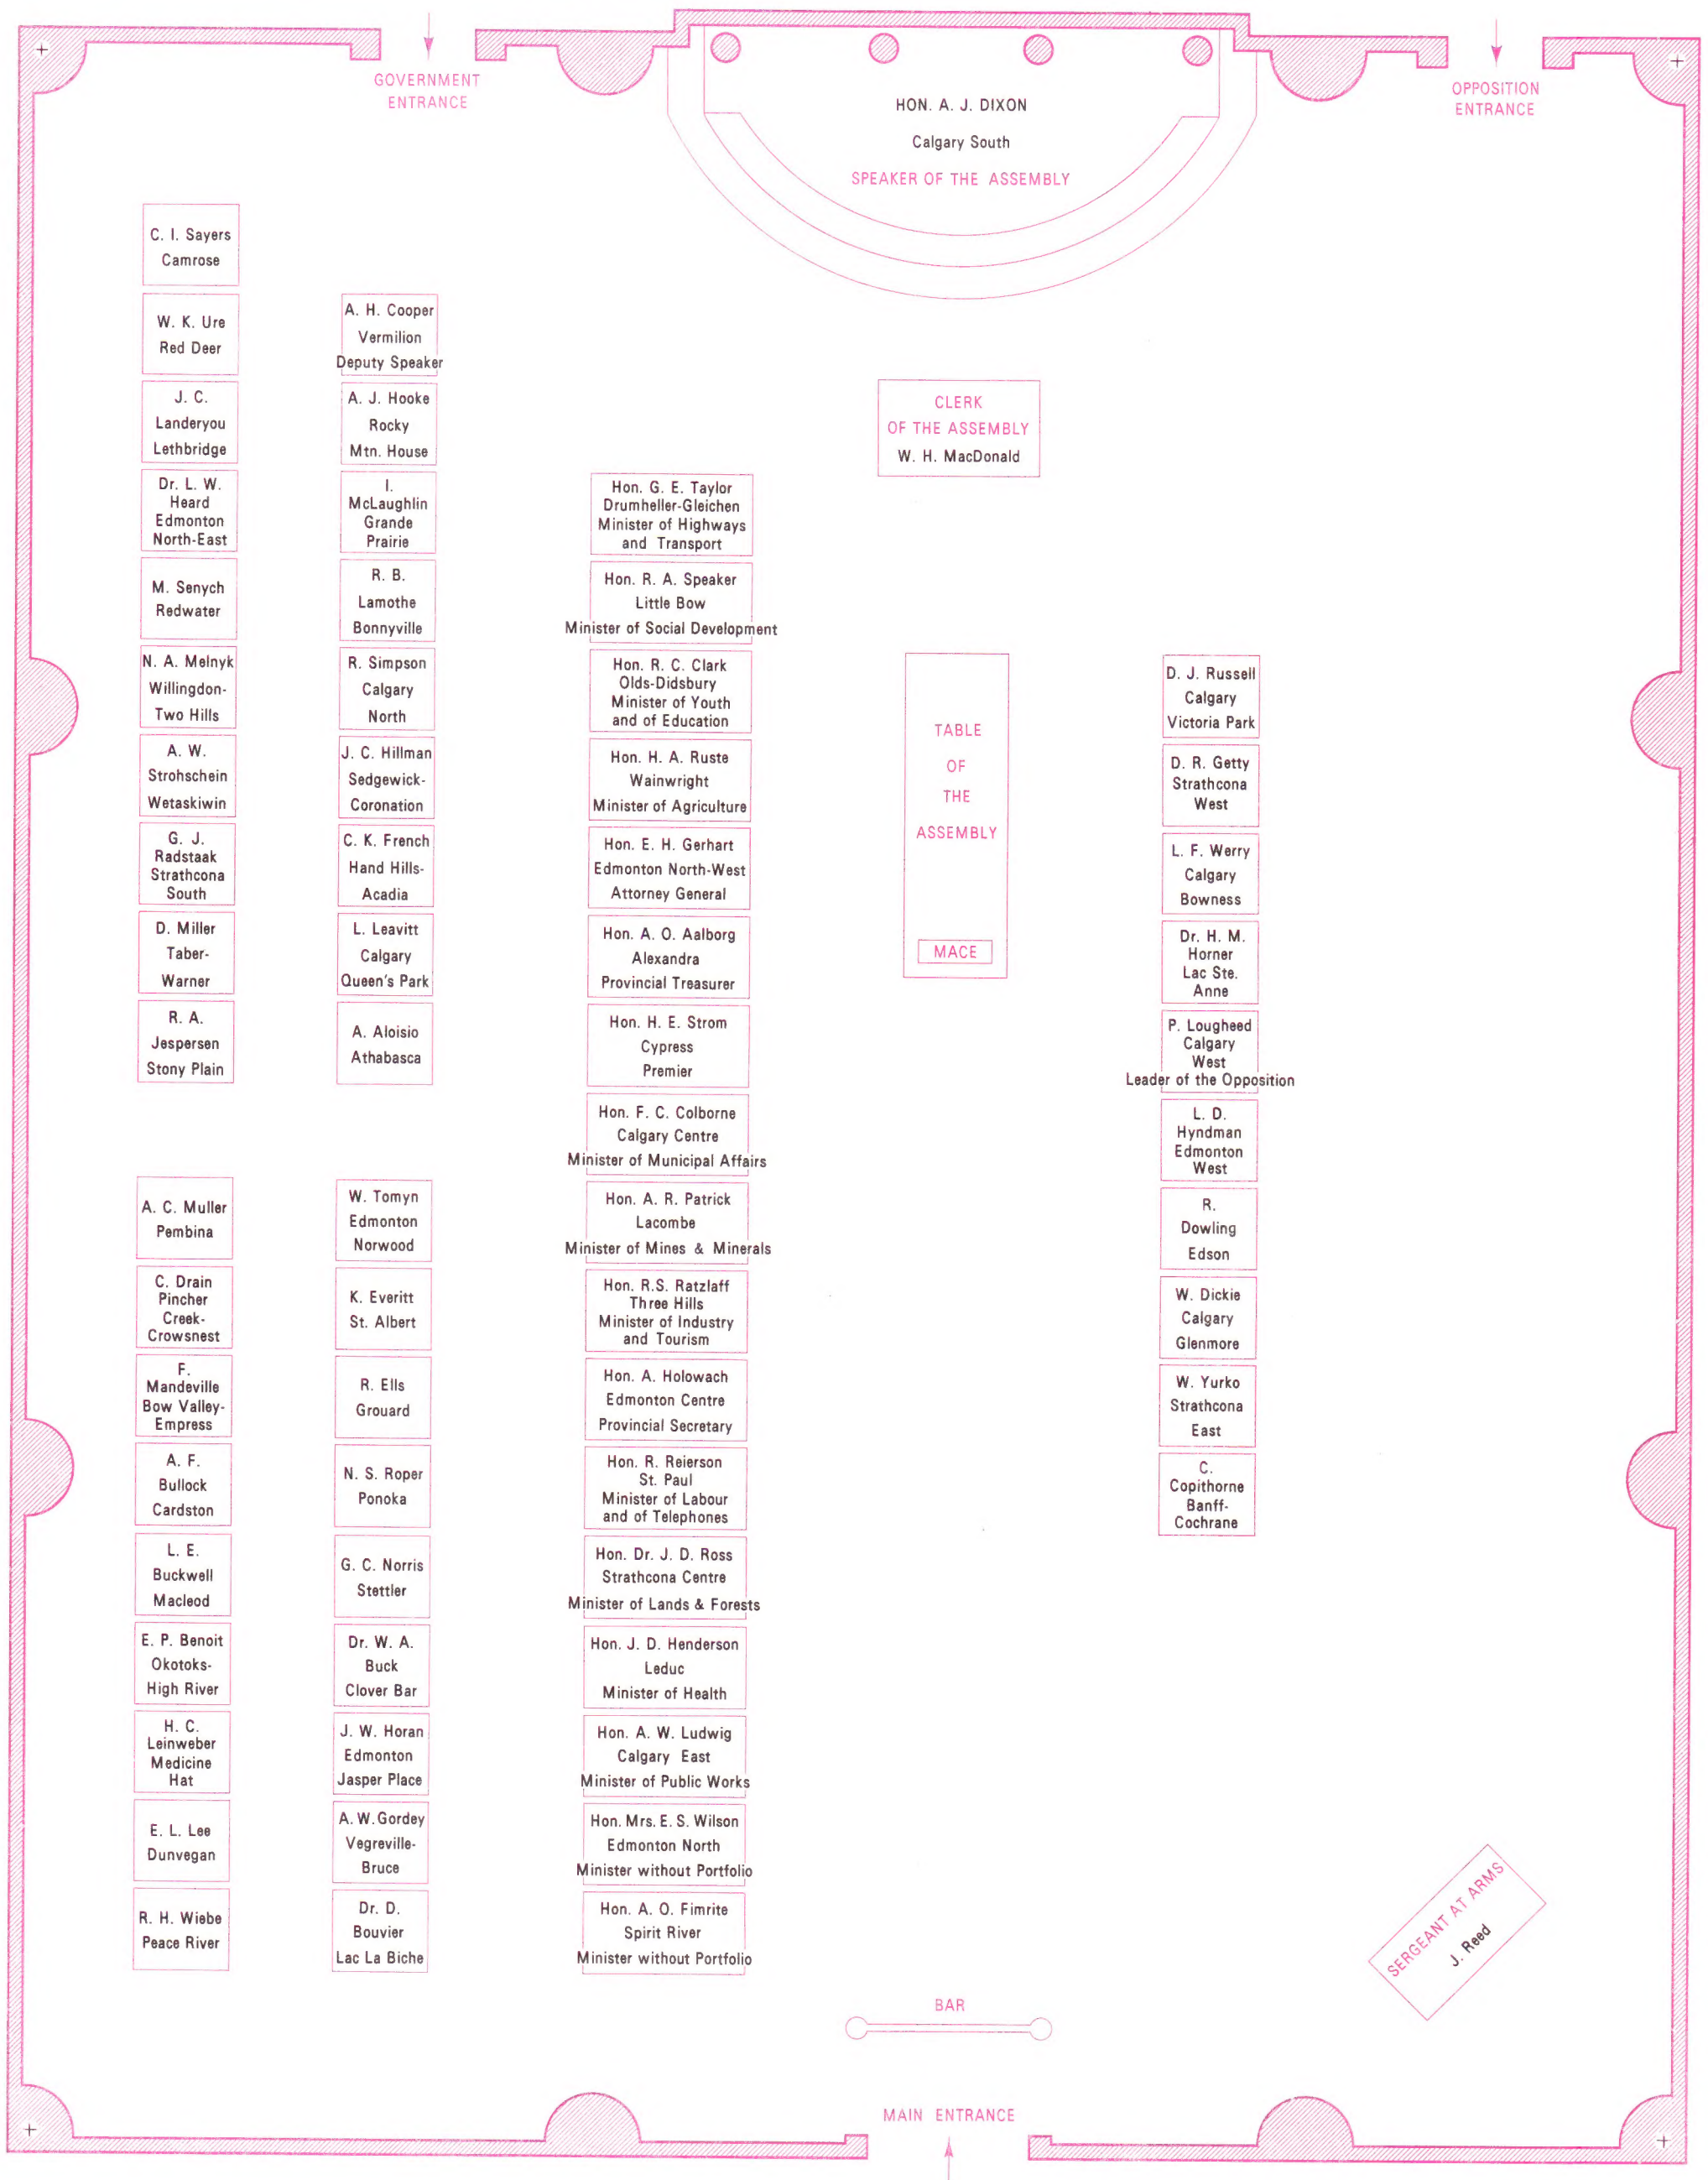 GOVERNMENT
ENTRANCE
OPPOSITION
ENTRANCE
HON. A. J. DIXON
Calgary South
SPEAKER OF THE ASSEMBLY
C. I. Sayers
Camrose
W. K. Ure
Red Deer
J. C.
Landeryou
Lethbridge
Dr. L. W.
Heard
Edmonton
North-East
M. Senych
Redwater
N. A. Melnyk
Willingdon-
Two Hills
A. W.
Strohschein
Wetaskiwin
G. J.
Radstaak
Strathcona
South
D. Miller
Taber-
Warner
R. A.
Jespersen
Stony Plain
A. C. Muller
Pembina
C. Drain
Pincher
Creek-
Crowsnest
F.
Mandeville
Bow Valley-
Empress
A. F.
Bullock
Cardston
L. E.
Buckwell
Macleod
E. P. Benoit
Okotoks-
High River
H. C.
Leinweber
Medicine
Hat
E. L. Lee
Dunvegan
R. H. Wiebe
Peace River
A. H. Cooper
Vermilion
Deputy Speaker
A. J. Hooke
Rocky
Mtn. House
I.
McLaughlin
Grande
Prairie
R. B.
Lamothe
Bonnyville
R. Simpson
Calgary
North
J. C. Hillman
Sedgewick-
Coronation
C. K. French
Hand Hills-
Acadia
L. Leavitt
Calgary
Queen's Park
A. Aloisio
Athabasca
W. Tomyn
Edmonton
Norwood
K. Everitt
St. Albert
R. Ells
Grouard
N. S. Roper
Ponoka
G. C. Norris
Stettler
Dr. W. A.
Buck
Clover Bar
J. W. Horan
Edmonton
Jasper Place
A. W. Gordey
Vegreville-
Bruce
Dr. D.
Bouvier
Lac La Biche
Hon. G. E. Taylor
Drumheller-Gleichen
Minister of Highways
and Transport
Hon. R. A. Speaker
Little Bow
Minister of Social Development
Hon. R. C. Clark
Olds-Didsbury
Minister of Youth
and of Education
Hon. H. A. Ruste
Wainwright
Minister of Agriculture
Hon. E. H. Gerhart
Edmonton North-West
Attorney General
Hon. A. O. Aalborg
Alexandra
Provincial Treasurer
Hon. H. E. Strom
Cypress
Premier
Hon. F. C. Colborne
Calgary Centre
Minister of Municipal Affairs
Hon. A. R. Patrick
Lacombe
Minister of Mines & Minerals
Hon. R.S. Ratzlaff
Three Hills
Minister of Industry
and Tourism
Hon. A. Holowach
Edmonton Centre
Provincial Secretary
Hon. R. Reierson
St. Paul
Minister of Labour
and of Telephones
Hon. Dr. J. D. Ross
Strathcona Centre
Minister of Lands & Forests
Hon. J. D. Henderson
Leduc
Minister of Health
Hon. A. W. Ludwig
Calgary East
Minister of Public Works
Hon. Mrs. E. S. Wilson
Edmonton North
Minister without Portfolio
Hon. A. O. Fimrite
Spirit River
Minister without Portfolio
CLERK
OF THE ASSEMBLY
W. H. MacDonald
TABLE
OF
THE
ASSEMBLY
MACE
D. J. Russell
Calgary
Victoria Park
D. R. Getty
Strathcona
West
L. F. Werry
Calgary
Bowness
Dr. H. M.
Horner
Lac Ste.
Anne
P. Lougheed
Calgary
West
Leader of the Opposition
L. D.
Hyndman
Edmonton
West
R.
Dowling
Edson
W. Dickie
Calgary
Glenmore
W. Yurko
Strathcona
East
C.
Copithorne
Banff-
Cochrane
SERGEANT AT ARMS
J. Reed
BAR
MAIN ENTRANCE